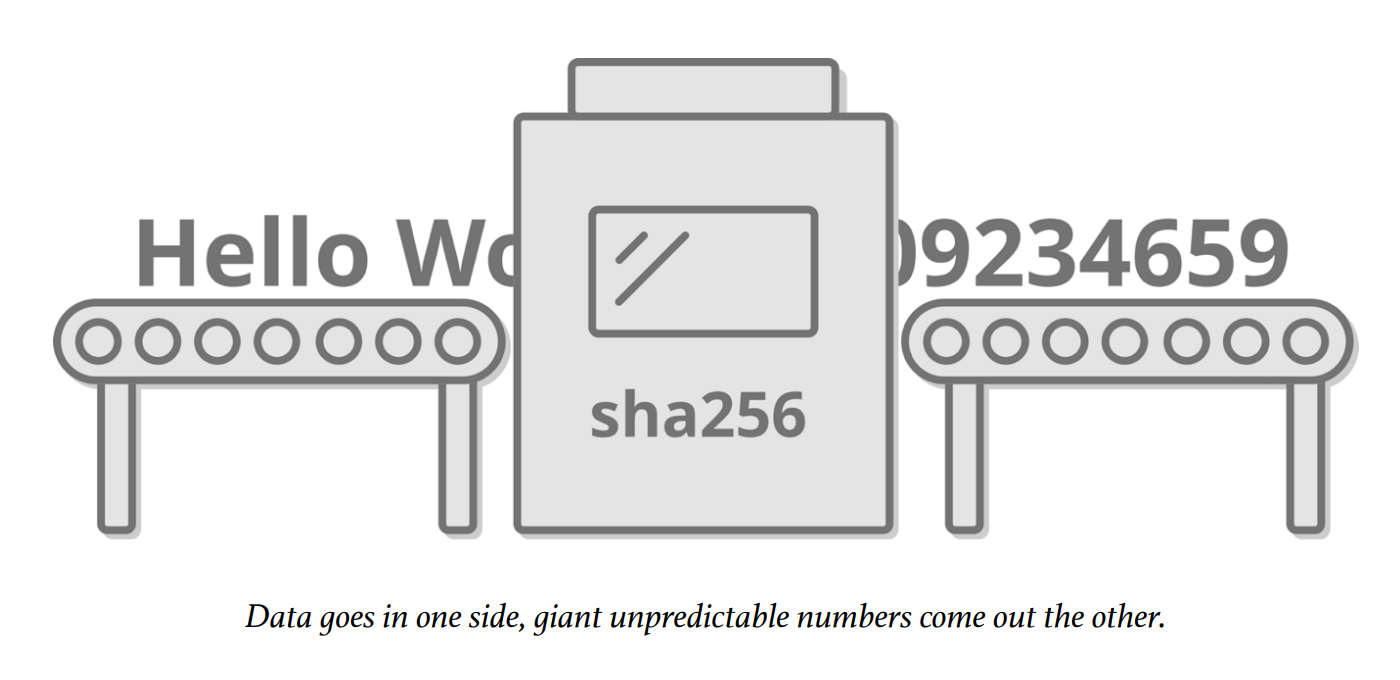 Hello Wo 09234659
sha256
Data goes in one side, giant unpredictable numbers come out the other.